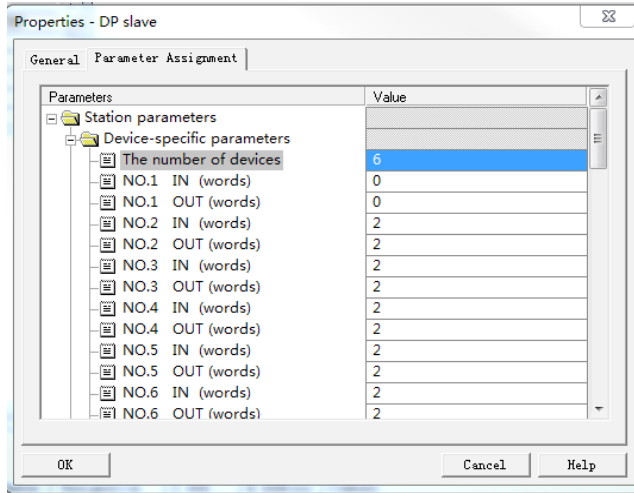 Properties - DP slave
General Parameter Assignment
Parameters Value
Station parameters
Device-specific parameters
The number of devices 6
NO.1 IN (words) 0
NO.1 OUT (words) 0
NO.2 IN (words) 2
NO.2 OUT (words) 2
NO.3 IN (words) 2
NO.3 OUT (words) 2
NO.4 IN (words) 2
NO.4 OUT (words) 2
NO.5 IN (words) 2
NO.5 OUT (words) 2
NO.6 IN (words) 2
NO.6 OUT (words) 2
OK Cancel Help